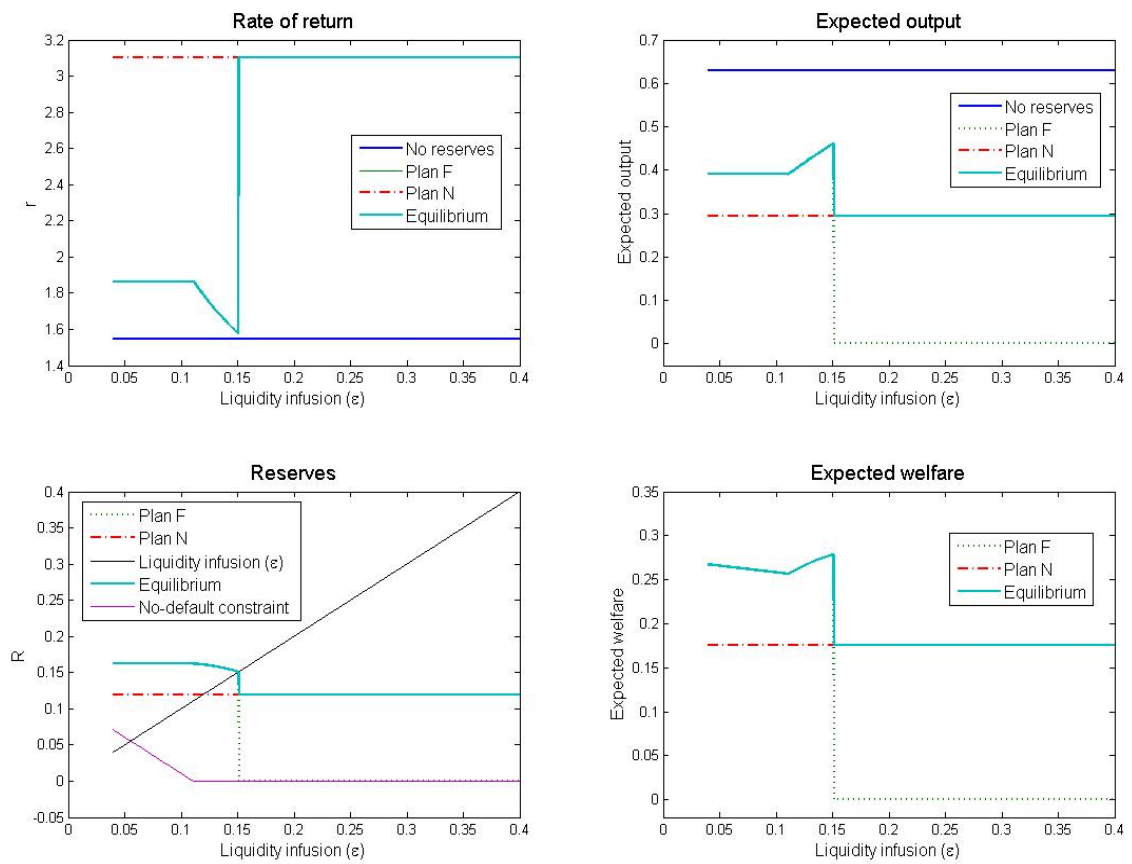 Rate of return
3.2
3
2.8
2.6
2.4
2.2
2
1.8
1.6
1.4
r
No reserves
Plan F
Plan N
Equilibrium
0
0.05
0.1
0.15
0.2
0.25
0.3
0.35
0.4
Liquidity infusion (ε)
Expected output
0.7
0.6
0.5
0.4
0.3
0.2
0.1
0
Expected output
No reserves
Plan F
Plan N
Equilibrium
0
0.05
0.1
0.15
0.2
0.25
0.3
0.35
0.4
Liquidity infusion (ε)
Reserves
0.4
0.35
0.3
0.25
0.2
0.15
0.1
0.05
0
-0.05
R
Plan F
Plan N
Liquidity infusion (ε)
Equilibrium
No-default constraint
0
0.05
0.1
0.15
0.2
0.25
0.3
0.35
0.4
Liquidity infusion (ε)
Expected welfare
0.35
0.3
0.25
0.2
0.15
0.1
0.05
0
Expected welfare
Plan F
Plan N
Equilibrium
0
0.05
0.1
0.15
0.2
0.25
0.3
0.35
0.4
Liquidity infusion (ε)